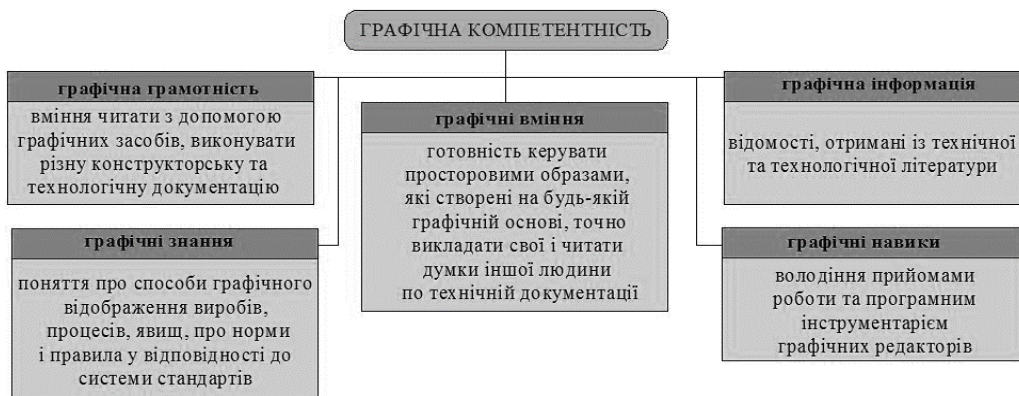 ГРАФІЧНА КОМПЕТЕНТНІСТЬ
графічна грамотність
вміння читати з допомогою
графічних засобів, виконувати
різну конструкторську та
технологічну документацію
графічні знання
поняття про способи графічного
відображення виробів,
процесів, явищ, про норми
і правила у відповідності до
системи стандартів
графічні вміння
готовність керувати
просторовими образами,
які створені на будь-якій
графічній основі, точно
викладати свої і читати
думки іншої людини
по технічній документації
графічна інформація
відомості, отримані із технічної
та технологічної літератури
графічні навики
володіння прийомами
роботи та програмним
інструментарієм
графічних редакторів